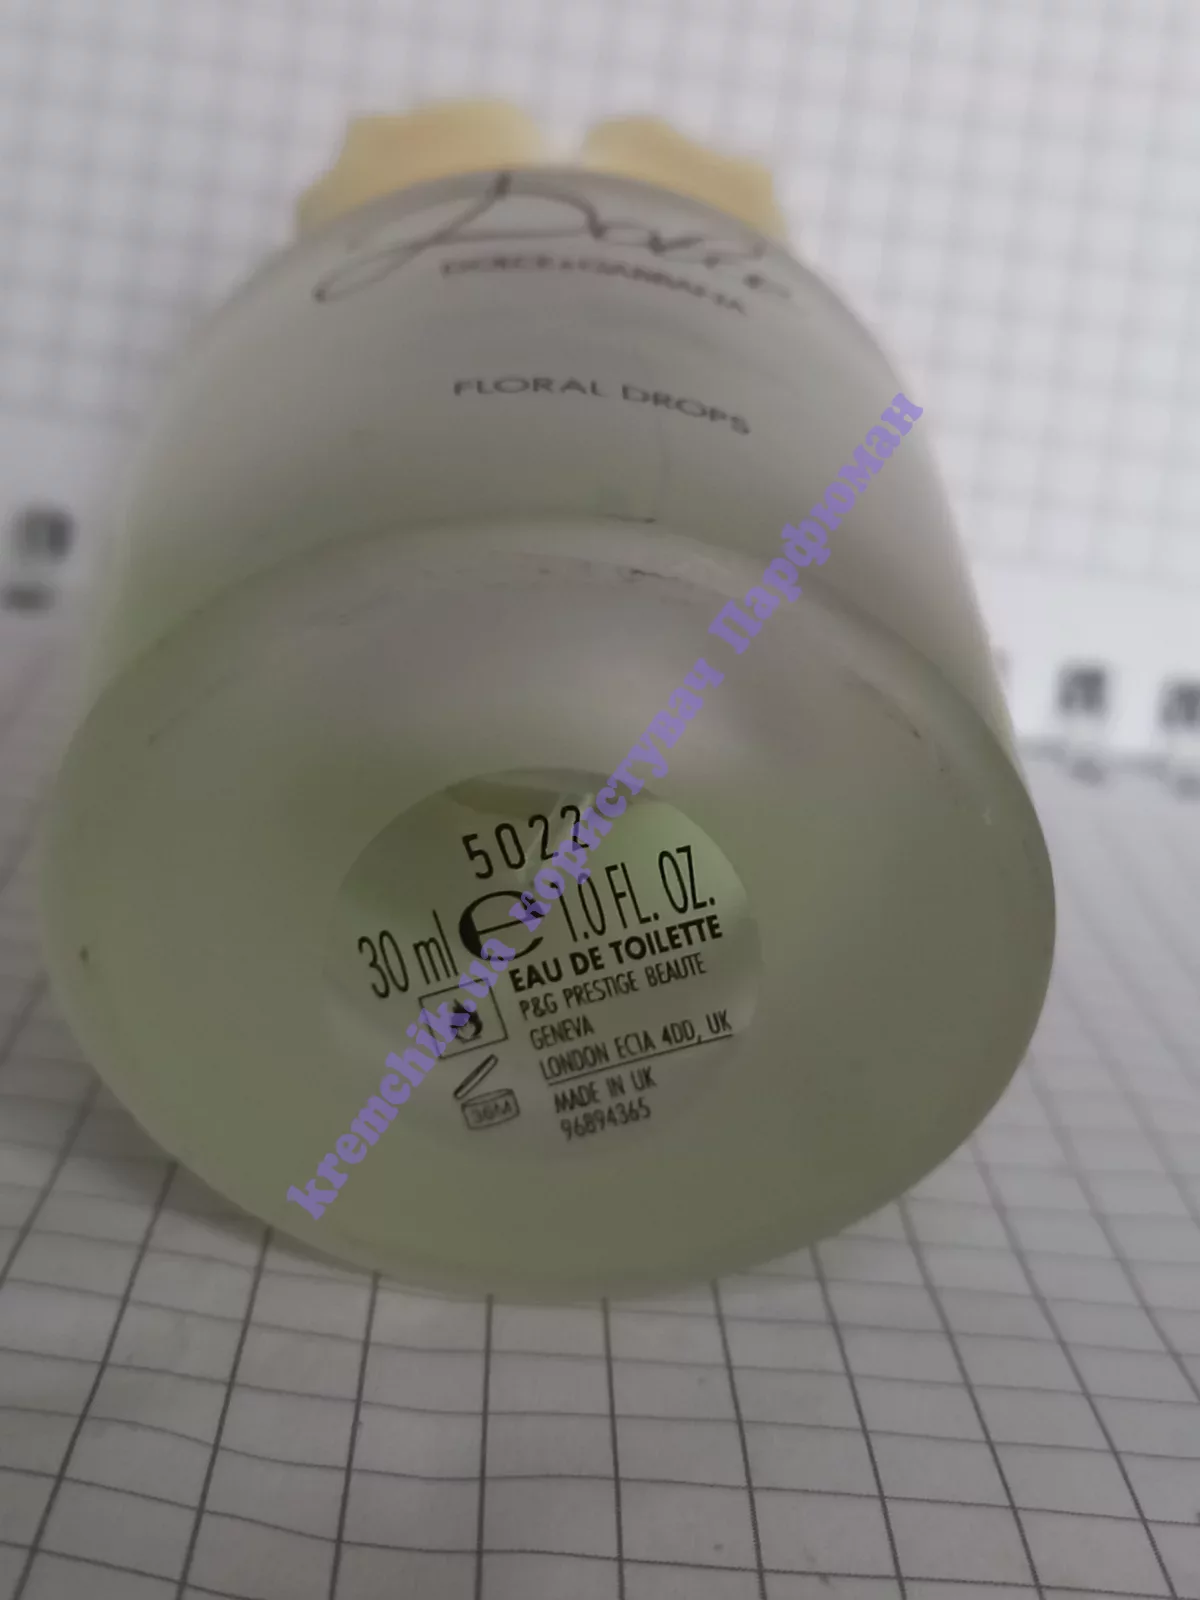 Dolce
DOLCE & GABBANA
FLORAL DROPS
5022
30 ml e 1.0 FL. OZ.
EAU DE TOILETTE
P&G PRESTIGE BEAUTE
GENEVA
LONDON EC1A 4DD, UK
MADE IN UK
96894365
36M
kremchik.ua користувач Парфюман